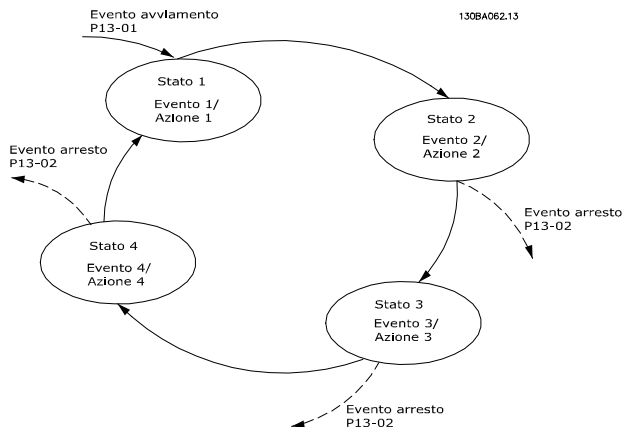 Evento avviamento
P13-01
130BA062.13
Stato 1
Evento 1/
Azione 1
Stato 2
Evento 2/
Azione 2
Evento arresto
P13-02
Evento arresto
P13-02
Stato 4
Evento 4/
Azione 4
Stato 3
Evento 3/
Azione 3
Evento arresto
P13-02